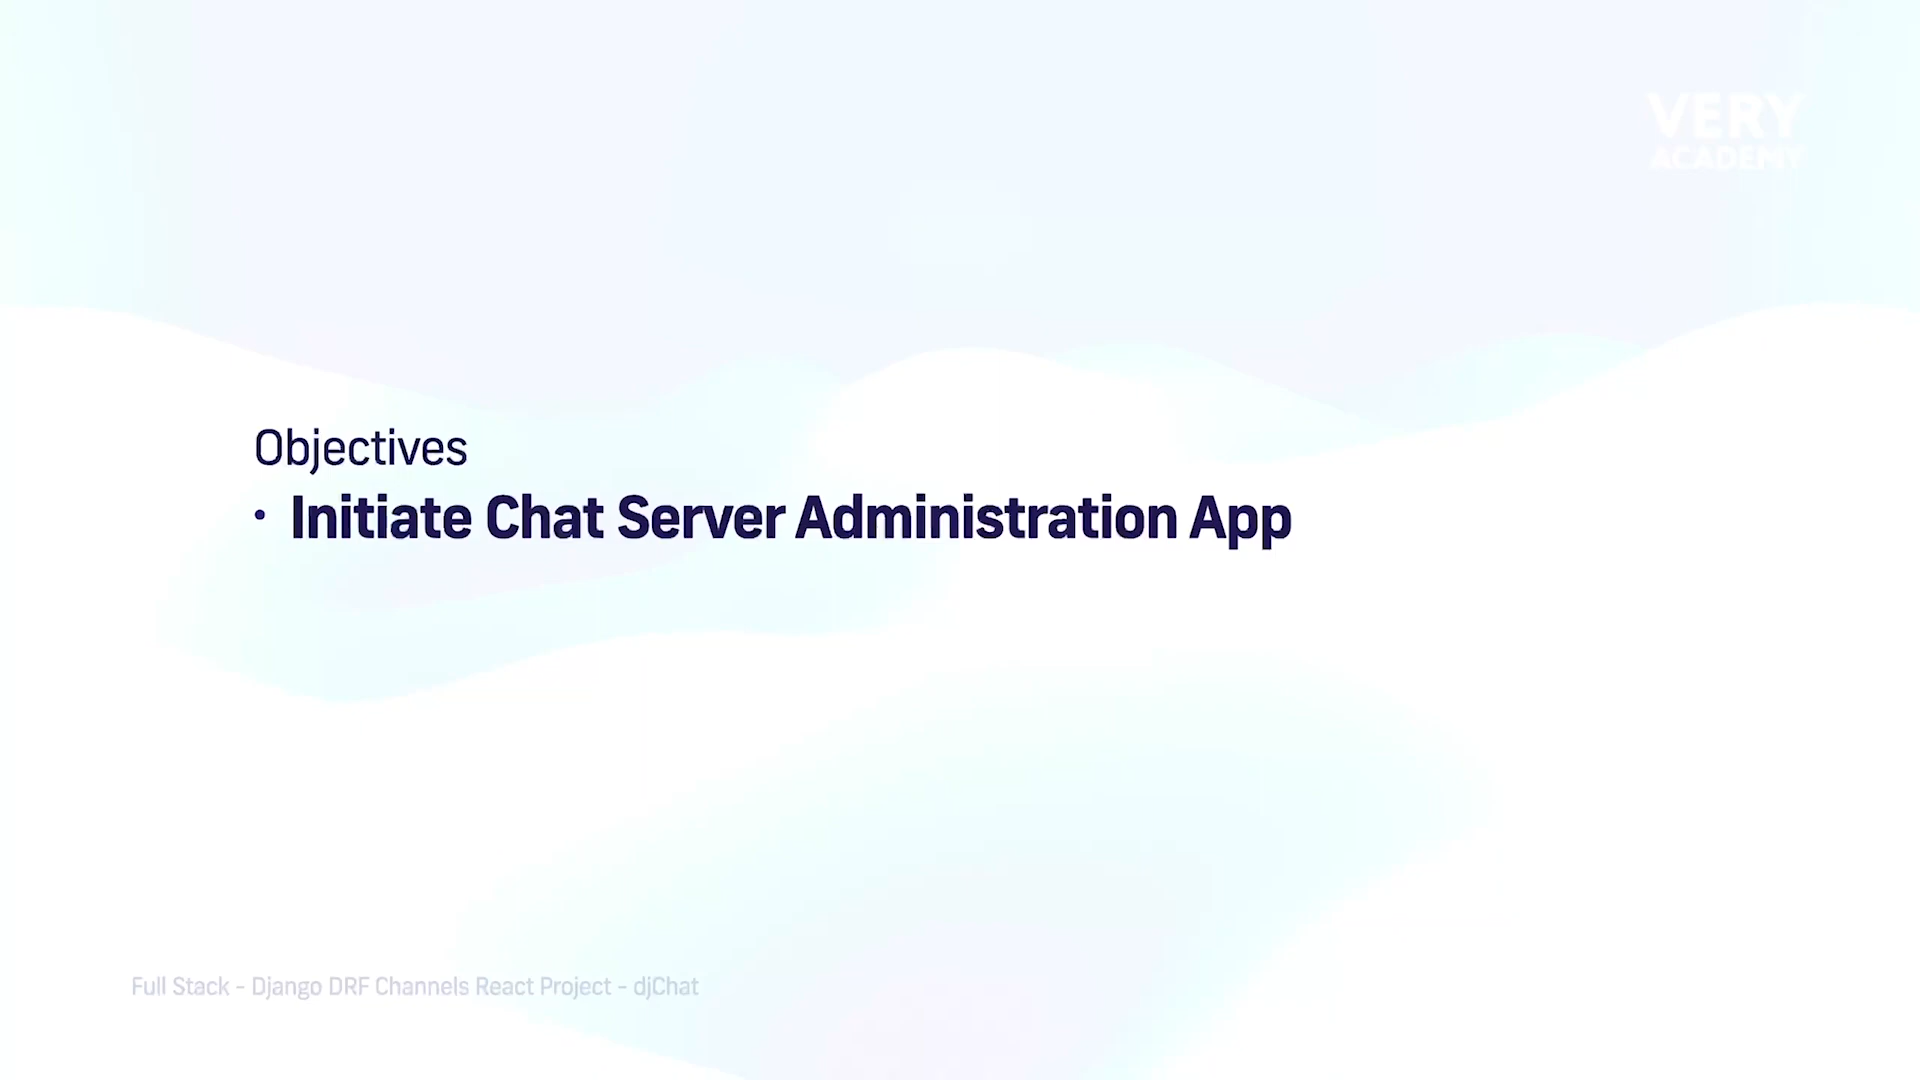 VERY
ACADEMY
Objectives
• Initiate Chat Server Administration App
Full Stack - Django DRF Channels React Project - djChat